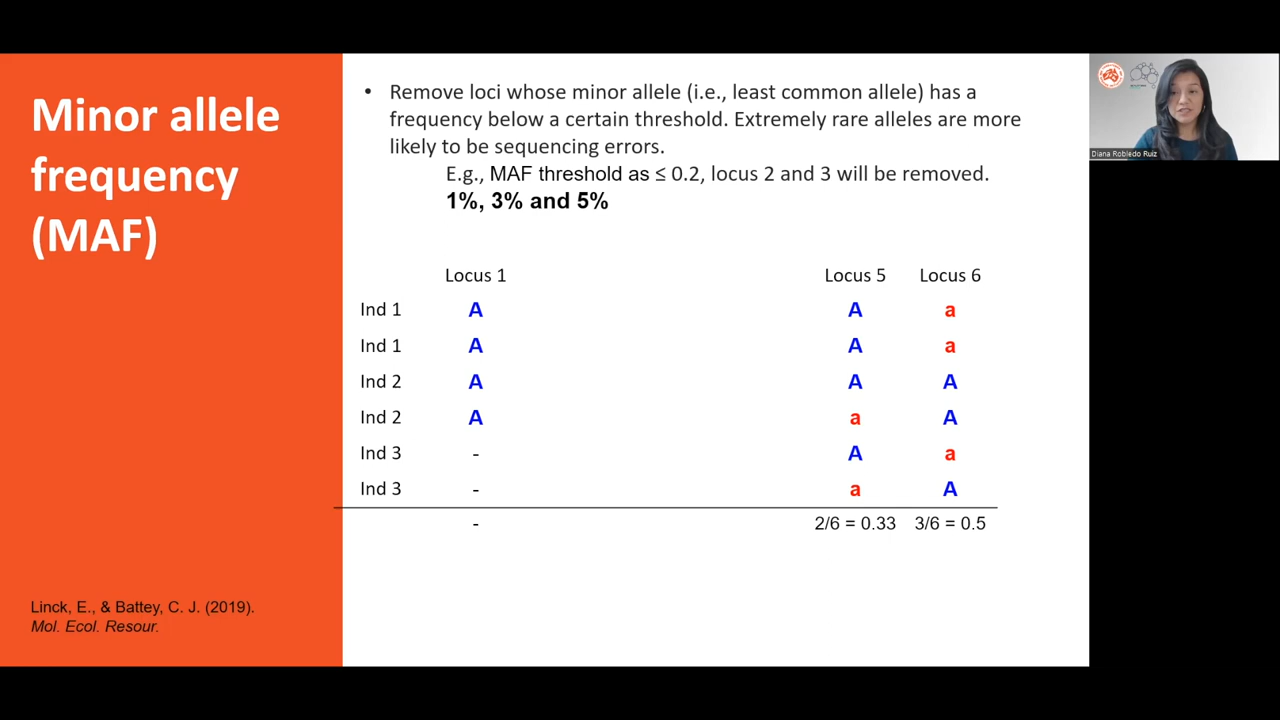 Minor allele
frequency
(MAF)
• Remove loci whose minor allele (i.e., least common allele) has a
frequency below a certain threshold. Extremely rare alleles are more
likely to be sequencing errors.
E.g., MAF threshold as ≤ 0.2, locus 2 and 3 will be removed.
1%, 3% and 5%
Locus 1 Locus 5 Locus 6
Ind 1 A A a
Ind 1 A A a
Ind 2 A A A
Ind 2 A a A
Ind 3 - A a
Ind 3 - a A
- 2/6 = 0.33 3/6 = 0.5
Linck, E., & Battey, C. J. (2019).
Mol. Ecol. Resour.
Diana Robledo Ruiz